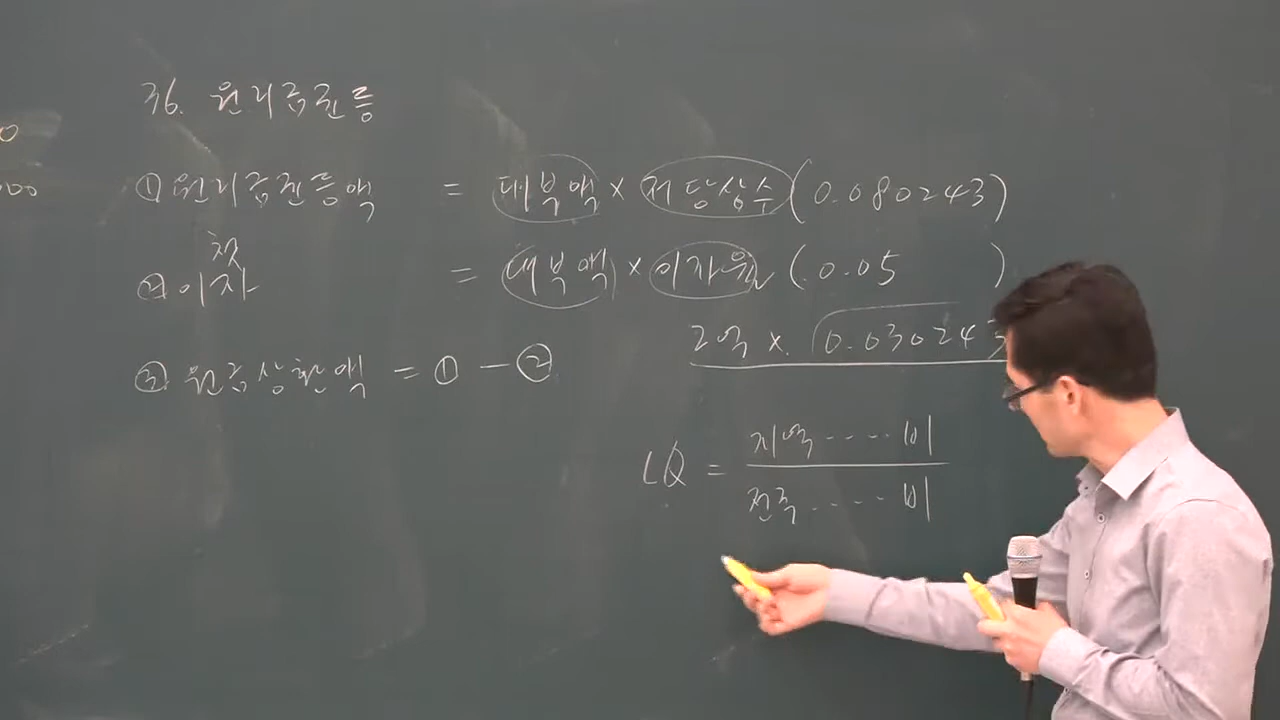 36. 원리금균등
0
000
① 원리금균등액 = 대부액 × 저당상수 (0.080243)
첫
② 이자 = 대부액 × 이자율 (0.05 )
2억 × 0.030243
③ 원금상환액 = ① - ②
LQ = 지역 ···· 비
전국 ···· 비